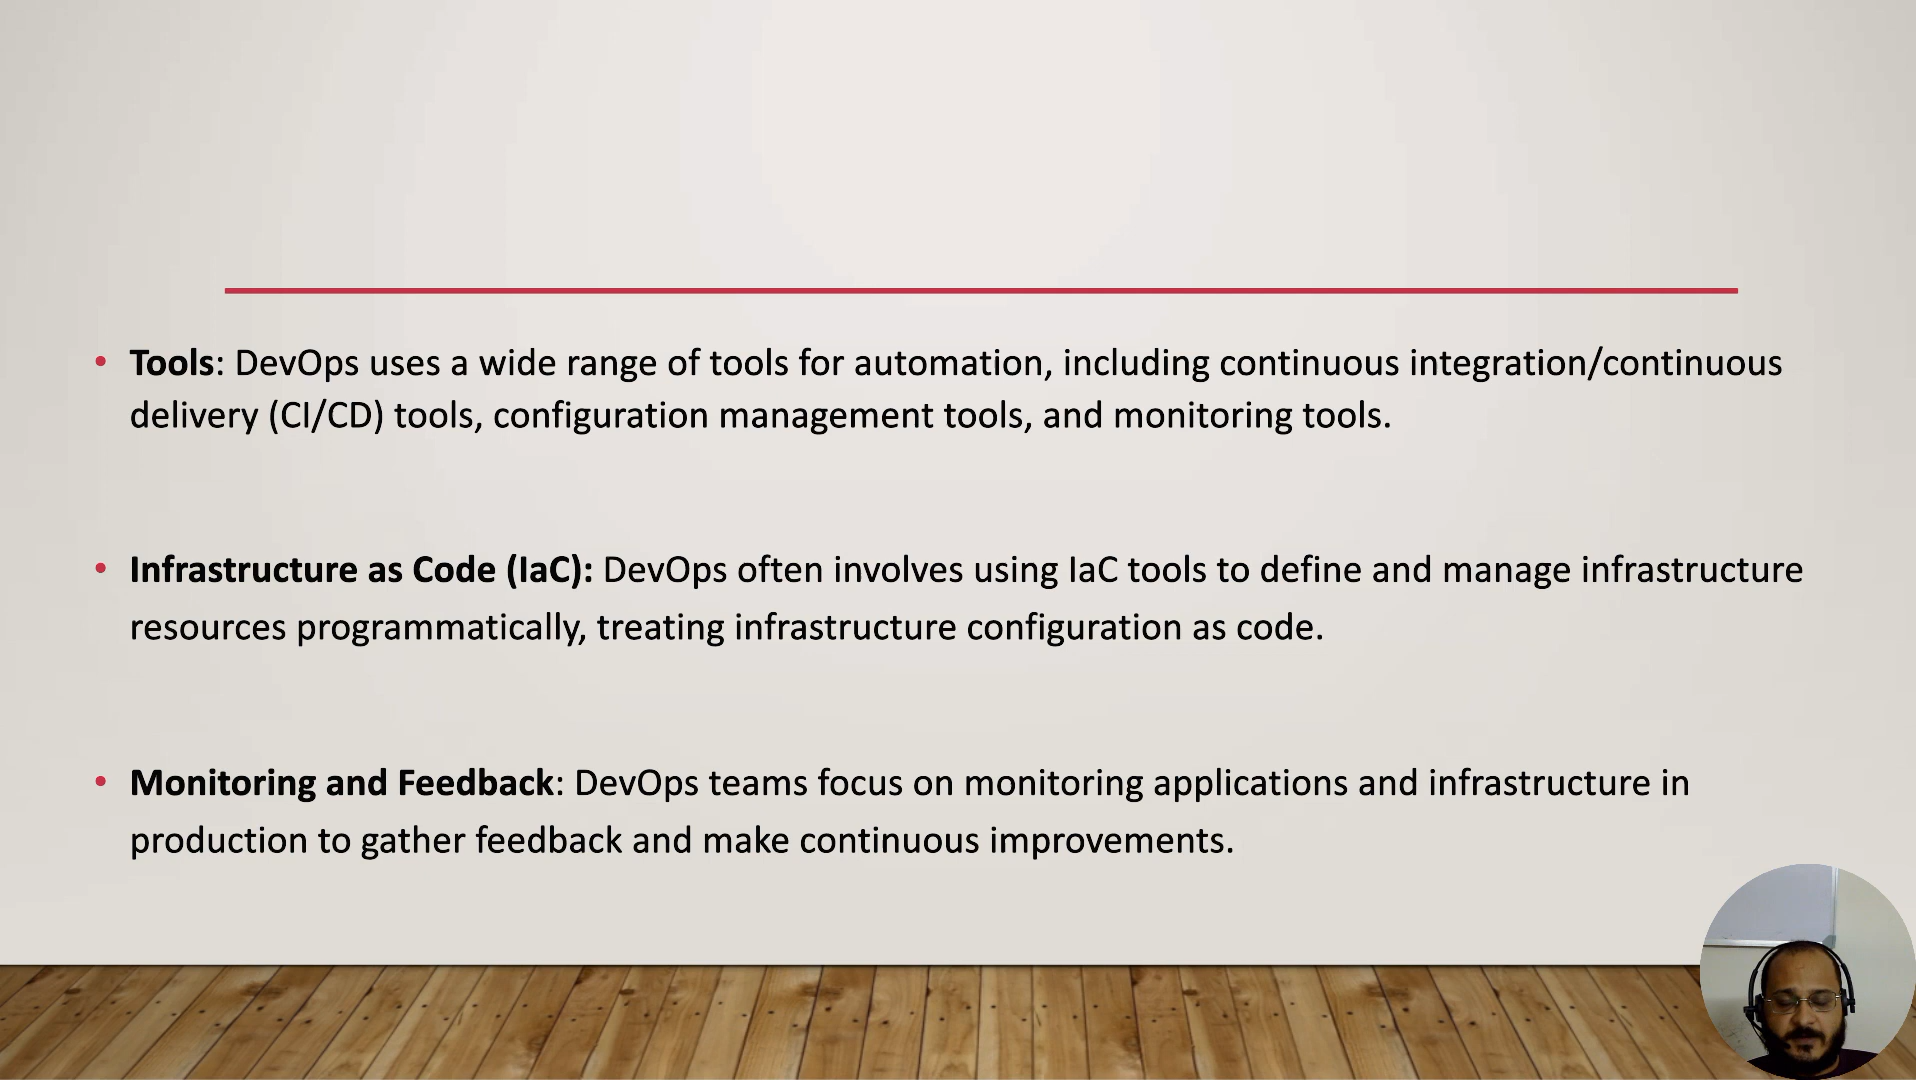 • Tools: DevOps uses a wide range of tools for automation, including continuous integration/continuous
delivery (CI/CD) tools, configuration management tools, and monitoring tools.
• Infrastructure as Code (IaC): DevOps often involves using IaC tools to define and manage infrastructure
resources programmatically, treating infrastructure configuration as code.
• Monitoring and Feedback: DevOps teams focus on monitoring applications and infrastructure in
production to gather feedback and make continuous improvements.